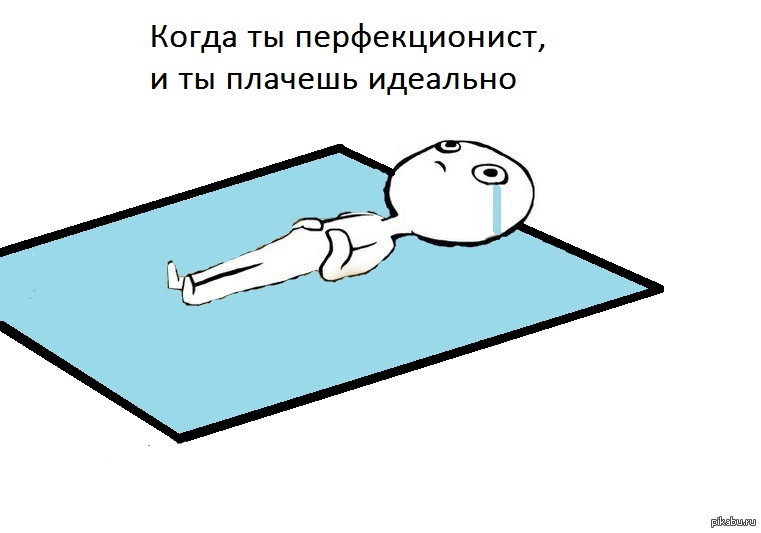 Когда ты перфекционист,
и ты плачешь идеально
pikabu.ru